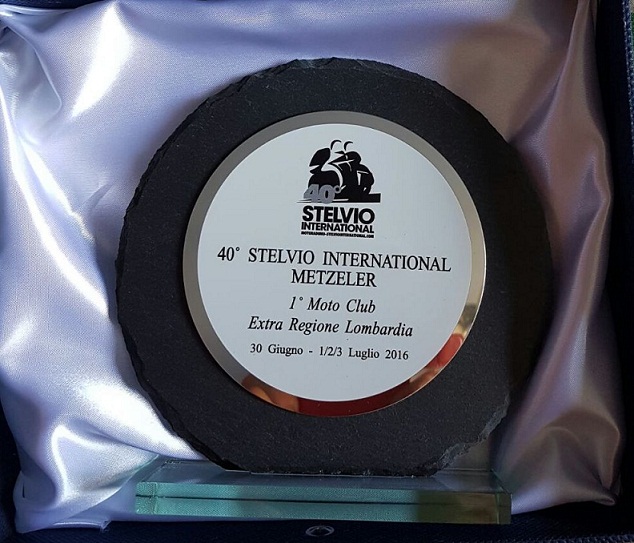 40°
STELVIO
INTERNATIONAL
40° STELVIO INTERNATIONAL
METZELER
1° Moto Club
Extra Regione Lombardia
30 Giugno - 1/2/3 Luglio 2016